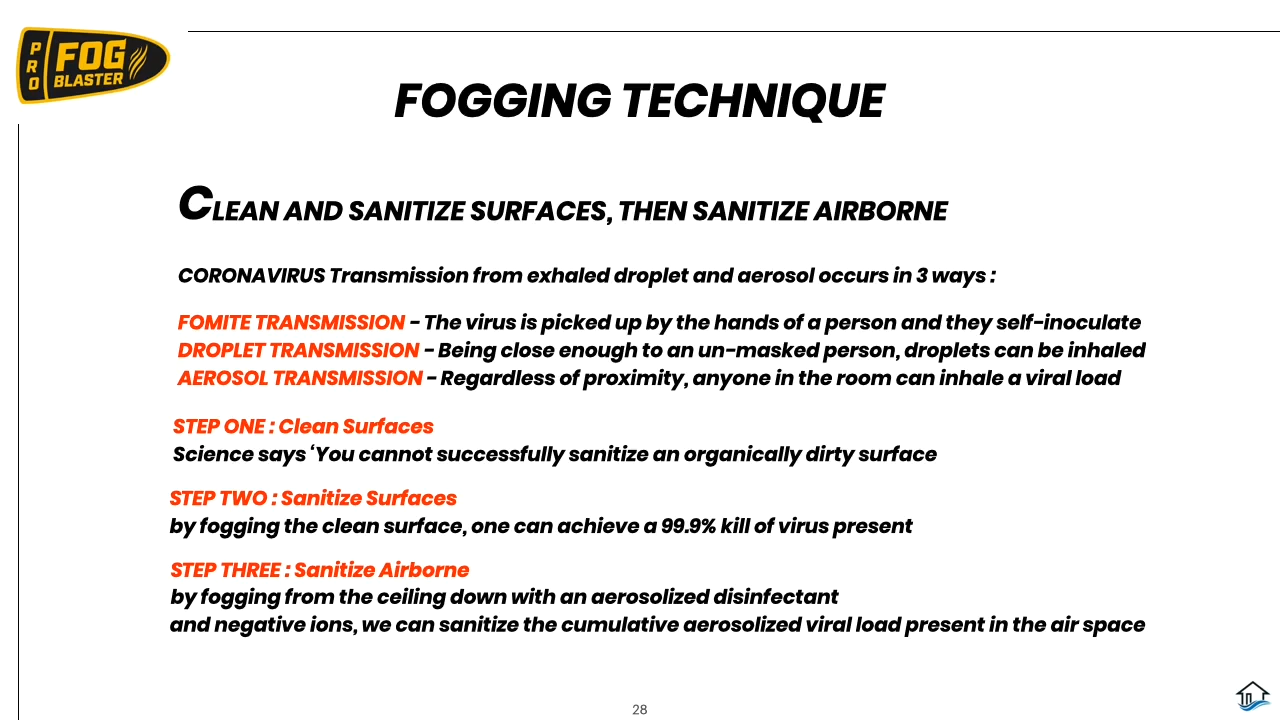 PRO
FOG
BLASTER
FOGGING TECHNIQUE
CLEAN AND SANITIZE SURFACES, THEN SANITIZE AIRBORNE
CORONAVIRUS Transmission from exhaled droplet and aerosol occurs in 3 ways :
FOMITE TRANSMISSION - The virus is picked up by the hands of a person and they self-inoculate
DROPLET TRANSMISSION - Being close enough to an un-masked person, droplets can be inhaled
AEROSOL TRANSMISSION - Regardless of proximity, anyone in the room can inhale a viral load
STEP ONE : Clean Surfaces
Science says ‘You cannot successfully sanitize an organically dirty surface
STEP TWO : Sanitize Surfaces
by fogging the clean surface, one can achieve a 99.9% kill of virus present
STEP THREE : Sanitize Airborne
by fogging from the ceiling down with an aerosolized disinfectant
and negative ions, we can sanitize the cumulative aerosolized viral load present in the air space
28